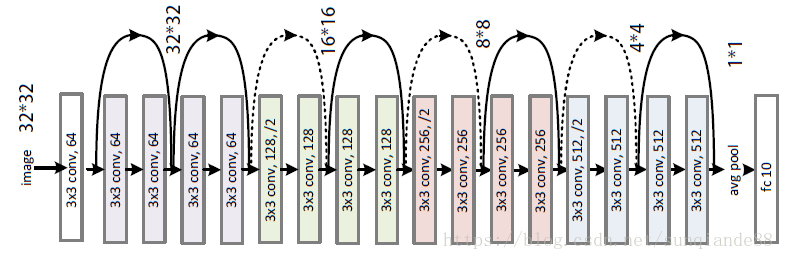 image
32*32
3x3 conv, 64
3x3 conv, 64
3x3 conv, 64
32*32
3x3 conv, 64
3x3 conv, 64
3x3 conv, 128, /2
3x3 conv, 128
16*16
3x3 conv, 128
3x3 conv, 128
3x3 conv, 256, /2
3x3 conv, 256
8*8
3x3 conv, 256
3x3 conv, 256
3x3 conv, 512, /2
3x3 conv, 512
4*4
3x3 conv, 512
3x3 conv, 512
avg pool
1*1
fc 10
https://blog.csdn.net/sunqiande88